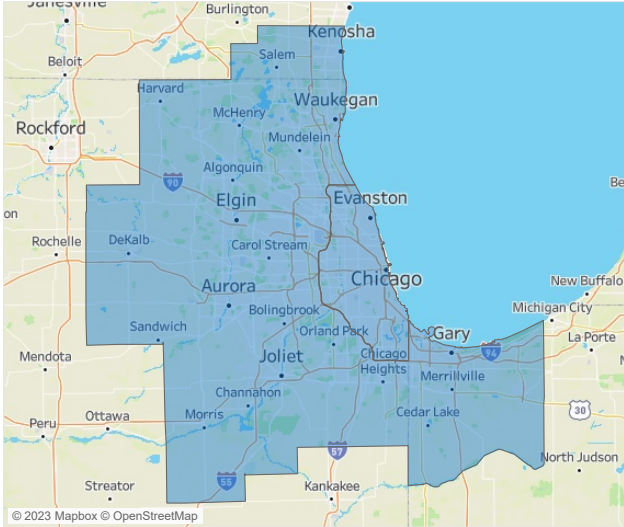 Janesville
Burlington
Kenosha
Beloit
Salem
Harvard
Waukegan
McHenry
Rockford
Mundelein
Algonquin
90
Elgin
Evanston
on
Rochelle
DeKalb
Carol Stream
Chicago
Aurora
New Buffalo
Bolingbrook
Michigan City
Sandwich
Orland Park
Gary
La Porte
Mendota
Joliet
Chicago
Heights
94
Merrillville
Channahon
Ottawa
Morris
Cedar Lake
30
Peru
57
North Judson
Streator
55
Kankakee
© 2023 Mapbox © OpenStreetMap